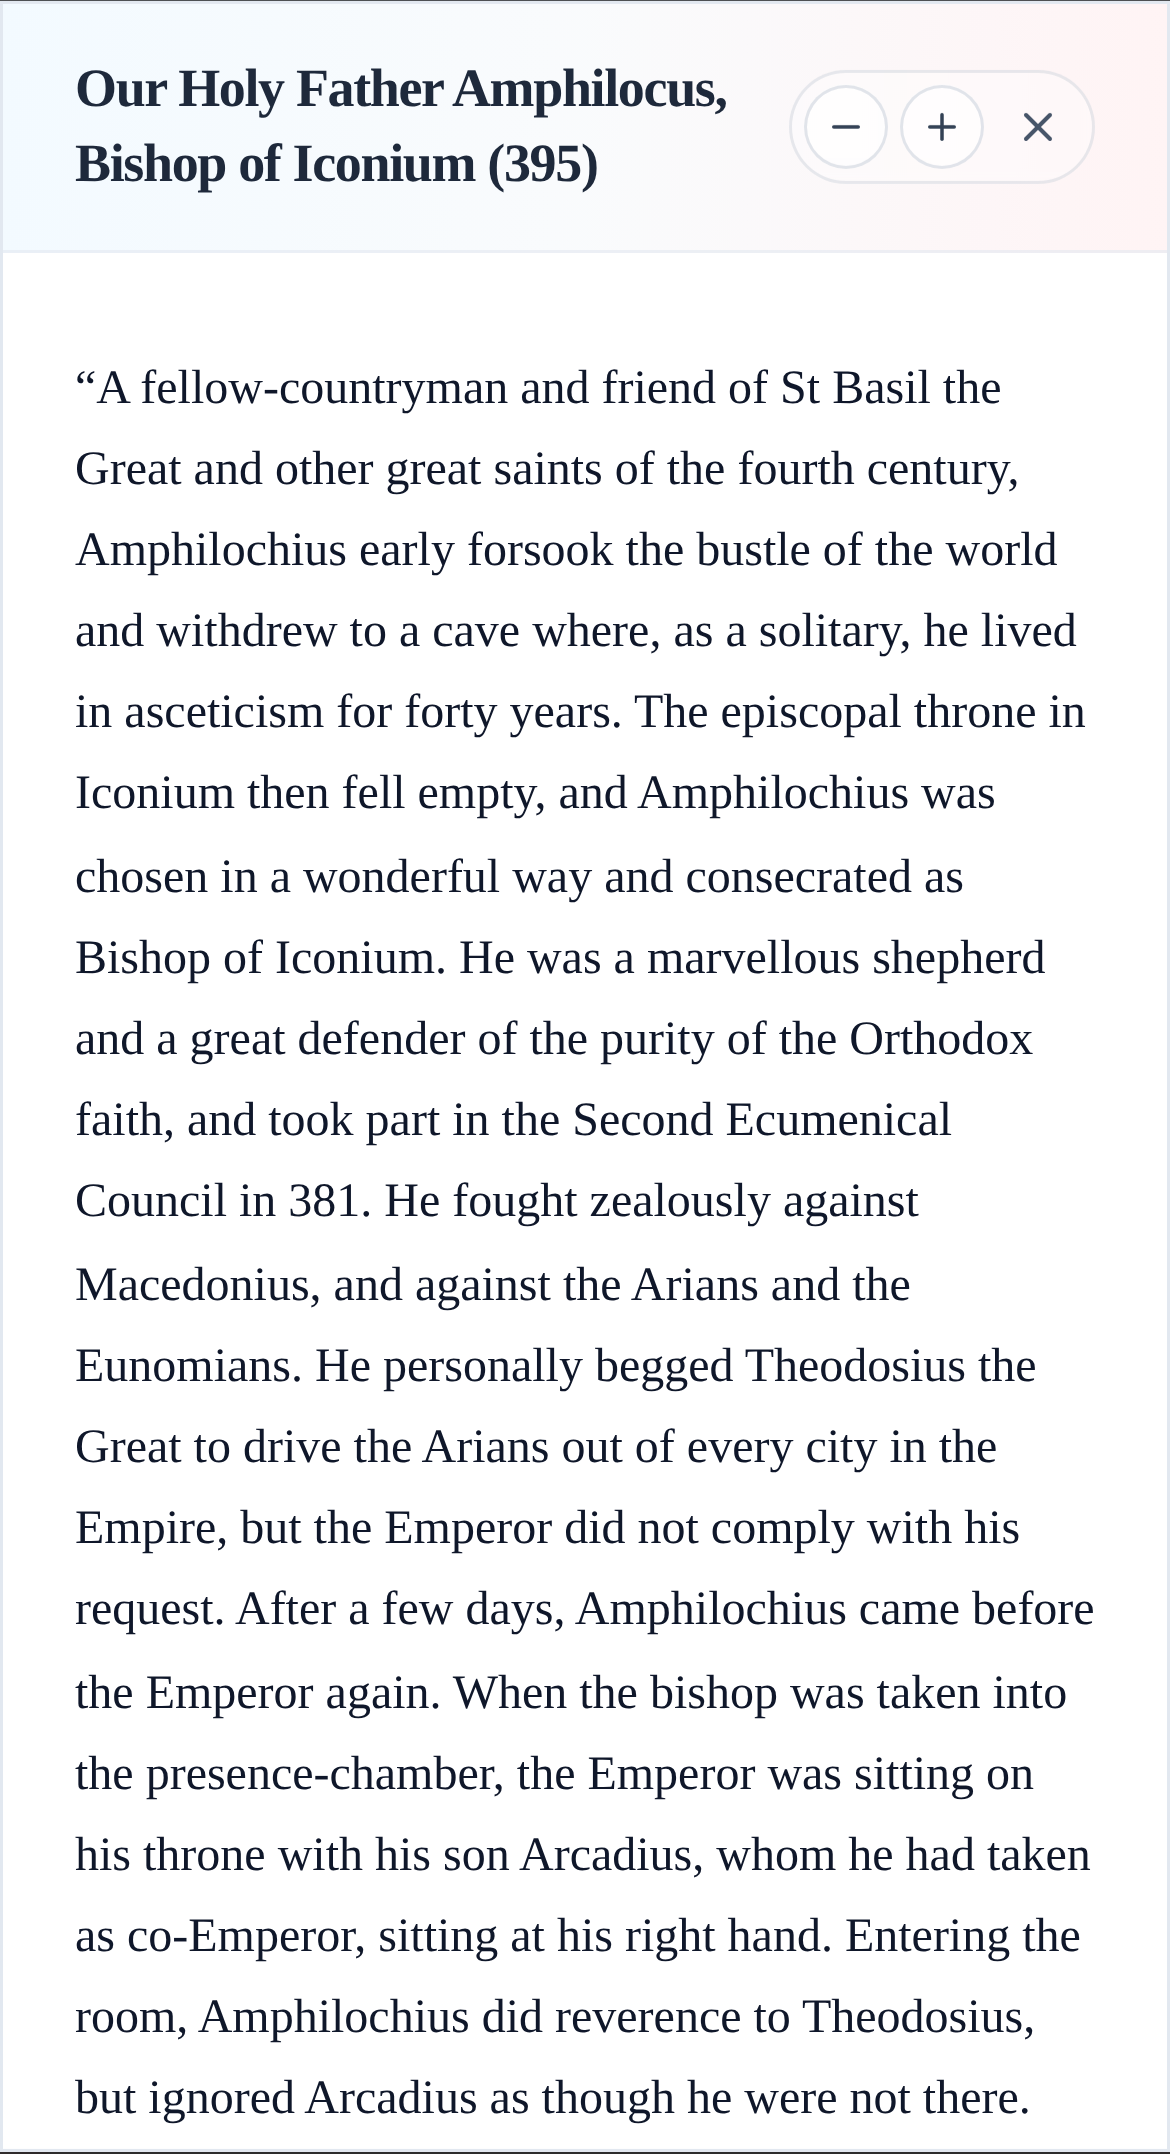 Our Holy Father Amphilocus,
Bishop of Iconium (395)
“A fellow-countryman and friend of St Basil the
Great and other great saints of the fourth century,
Amphilochius early forsook the bustle of the world
and withdrew to a cave where, as a solitary, he lived
in asceticism for forty years. The episcopal throne in
Iconium then fell empty, and Amphilochius was
chosen in a wonderful way and consecrated as
Bishop of Iconium. He was a marvellous shepherd
and a great defender of the purity of the Orthodox
faith, and took part in the Second Ecumenical
Council in 381. He fought zealously against
Macedonius, and against the Arians and the
Eunomians. He personally begged Theodosius the
Great to drive the Arians out of every city in the
Empire, but the Emperor did not comply with his
request. After a few days, Amphilochius came before
the Emperor again. When the bishop was taken into
the presence-chamber, the Emperor was sitting on
his throne with his son Arcadius, whom he had taken
as co-Emperor, sitting at his right hand. Entering the
room, Amphilochius did reverence to Theodosius,
but ignored Arcadius as though he were not there.